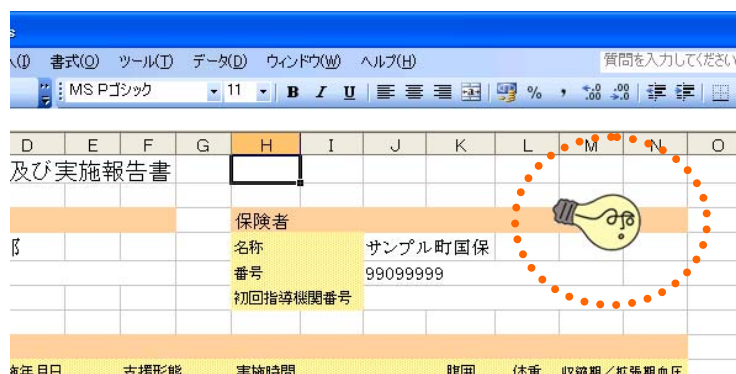 s
(I) 書式(O) ツール(T) データ(D) ウィンドウ(W) ヘルプ(H) 質問を入力してください
MS Pゴシック 11 B I U % ,
D E F G H I J K L M N O
及び実施報告書
保険者
名称 サンプル町国保
番号 99099999
初回指導機関番号
施年月日 支援形態 実施時間 腹囲 体重 収縮期/拡張期血圧